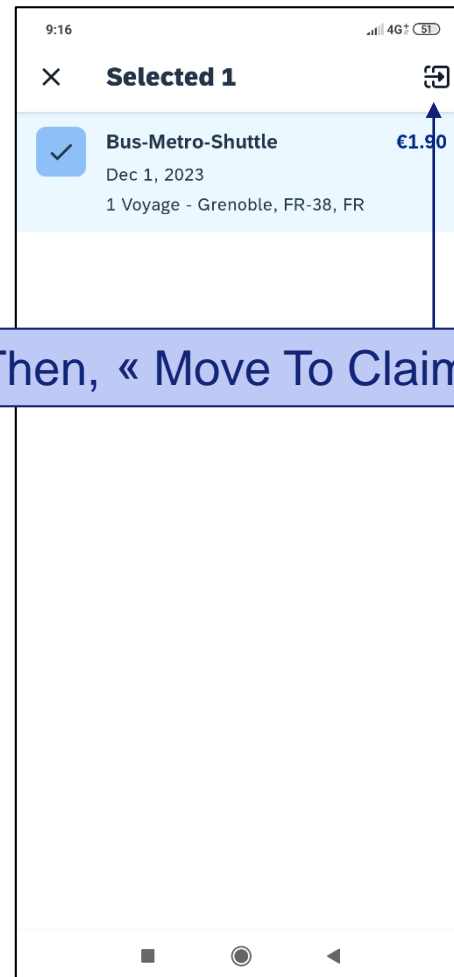 9:16 4G+ 51
Selected 1
Bus-Metro-Shuttle €1.90
Dec 1, 2023
1 Voyage - Grenoble, FR-38, FR
Then, « Move To Claim